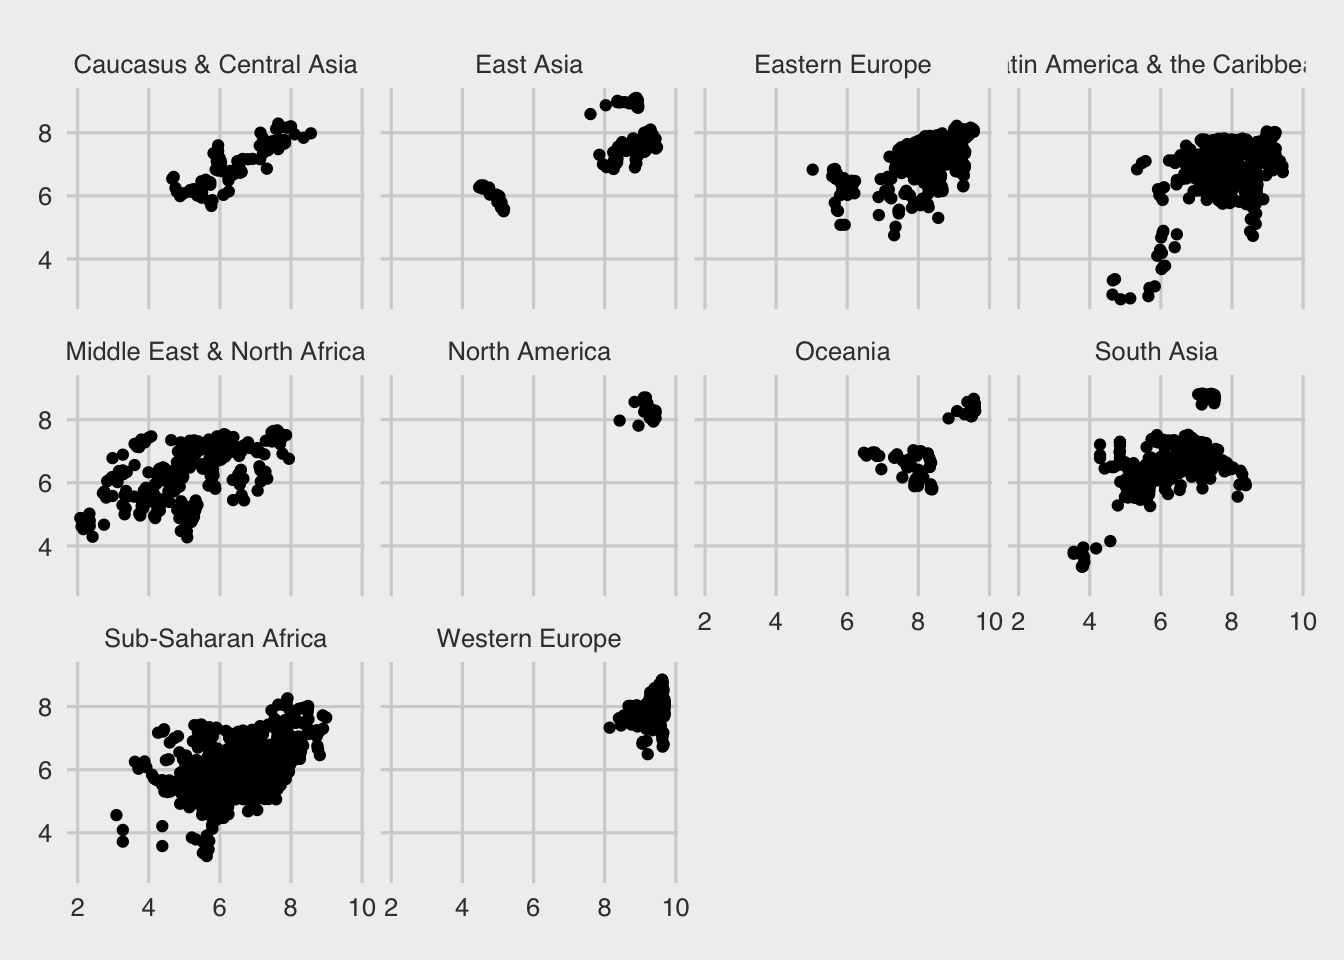 Caucasus & Central Asia East Asia Eastern Europe tin America & the Caribbea
8
6
4
Middle East & North Africa North America Oceania South Asia
8
6
4
2 4 6 8 10 2 4 6 8 10
Sub-Saharan Africa Western Europe
8
6
4
2 4 6 8 10 2 4 6 8 10